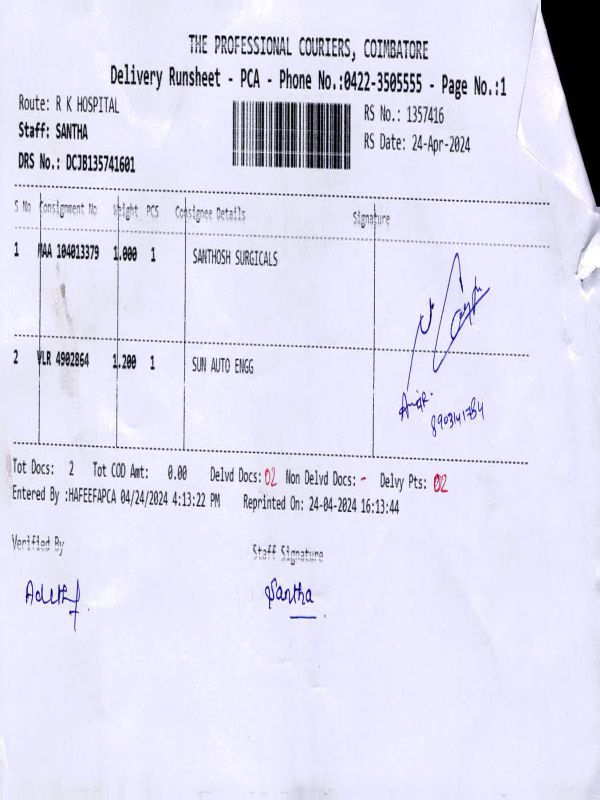 THE PROFESSIONAL COURIERS, COIMBATORE
Delivery Runsheet - PCA - Phone No.:0422-3505555 - Page No.:1
Route: R K HOSPITAL
RS No.: 1357416
Staff: SANTHA
RS Date: 24-Apr-2024
DRS No.: DCJB135741601
S No Consignment No Weight PCS Consignee Details Signature
1 MAA 104013379 1.000 1 SANTHOSH SURGICALS
2 VLR 4902864 1.200 1 SUN AUTO ENGG
8903141784
Tot Docs: 2 Tot COD Amt: 0.00 Delvd Docs: 02 Non Delvd Docs: - Delvy Pts: 02
Entered By :HAFEEFAPCA 04/24/2024 4:13:22 PM Reprinted On: 24-04-2024 16:13:44
Verified By Staff Signature
Santha